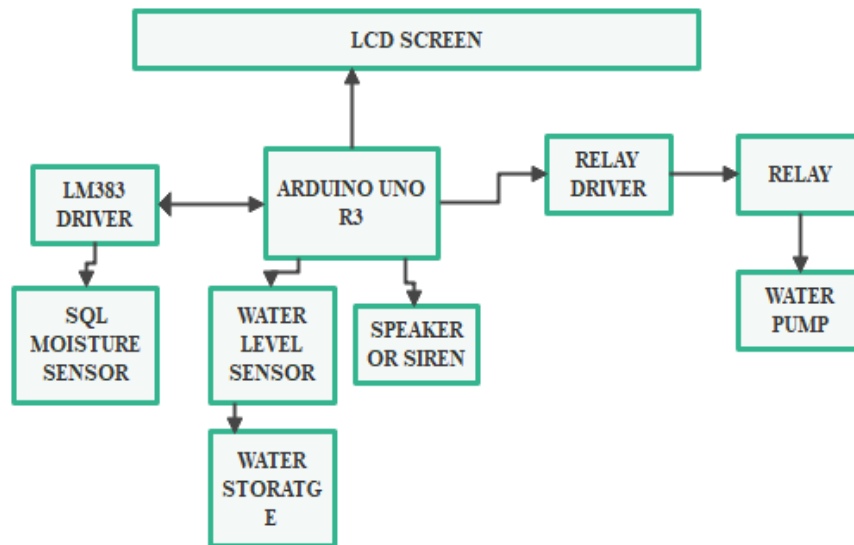 LCD SCREEN
LM383
DRIVER
ARDUINO UNO
R3
RELAY
DRIVER
RELAY
SQL
MOISTURE
SENSOR
WATER
LEVEL
SENSOR
SPEAKER
OR SIREN
WATER
PUMP
WATER
STORATG
E